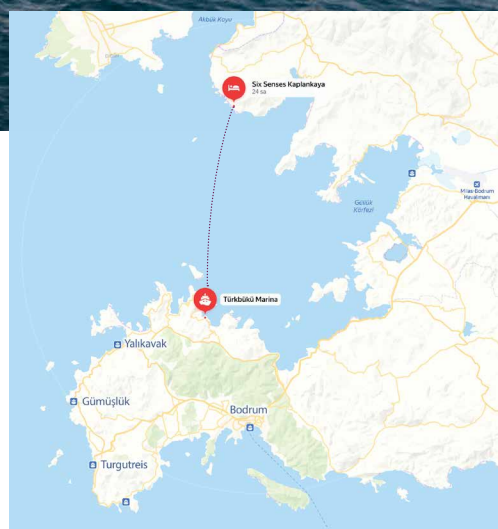 Akbük Koyu
Six Senses Kaplankaya
24 sa
Güllük
Körfezi
Milas-Bodrum
Havalimanı
Türkbükü Marina
Yalıkavak
Gümüşlük
Bodrum
Turgutreis